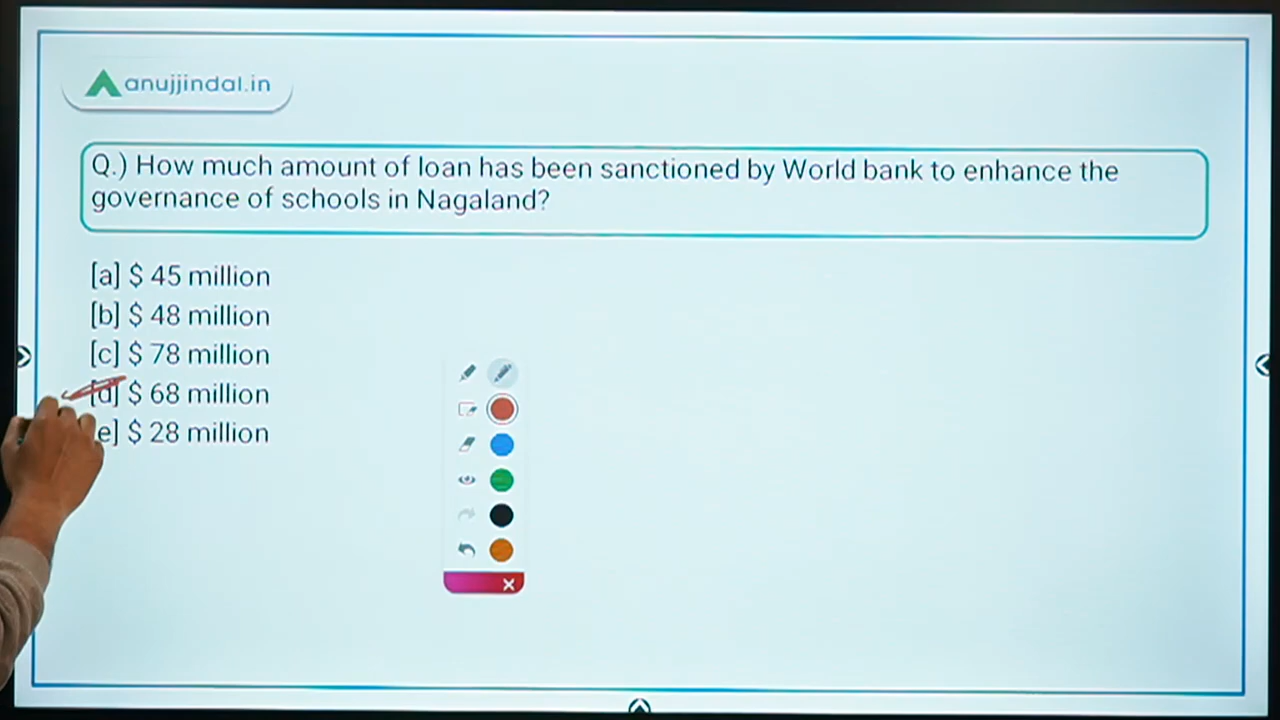 anujjindal.in
Q.) How much amount of loan has been sanctioned by World bank to enhance the
governance of schools in Nagaland?
[a] $ 45 million
[b] $ 48 million
[c] $ 78 million
[d] $ 68 million
e] $ 28 million